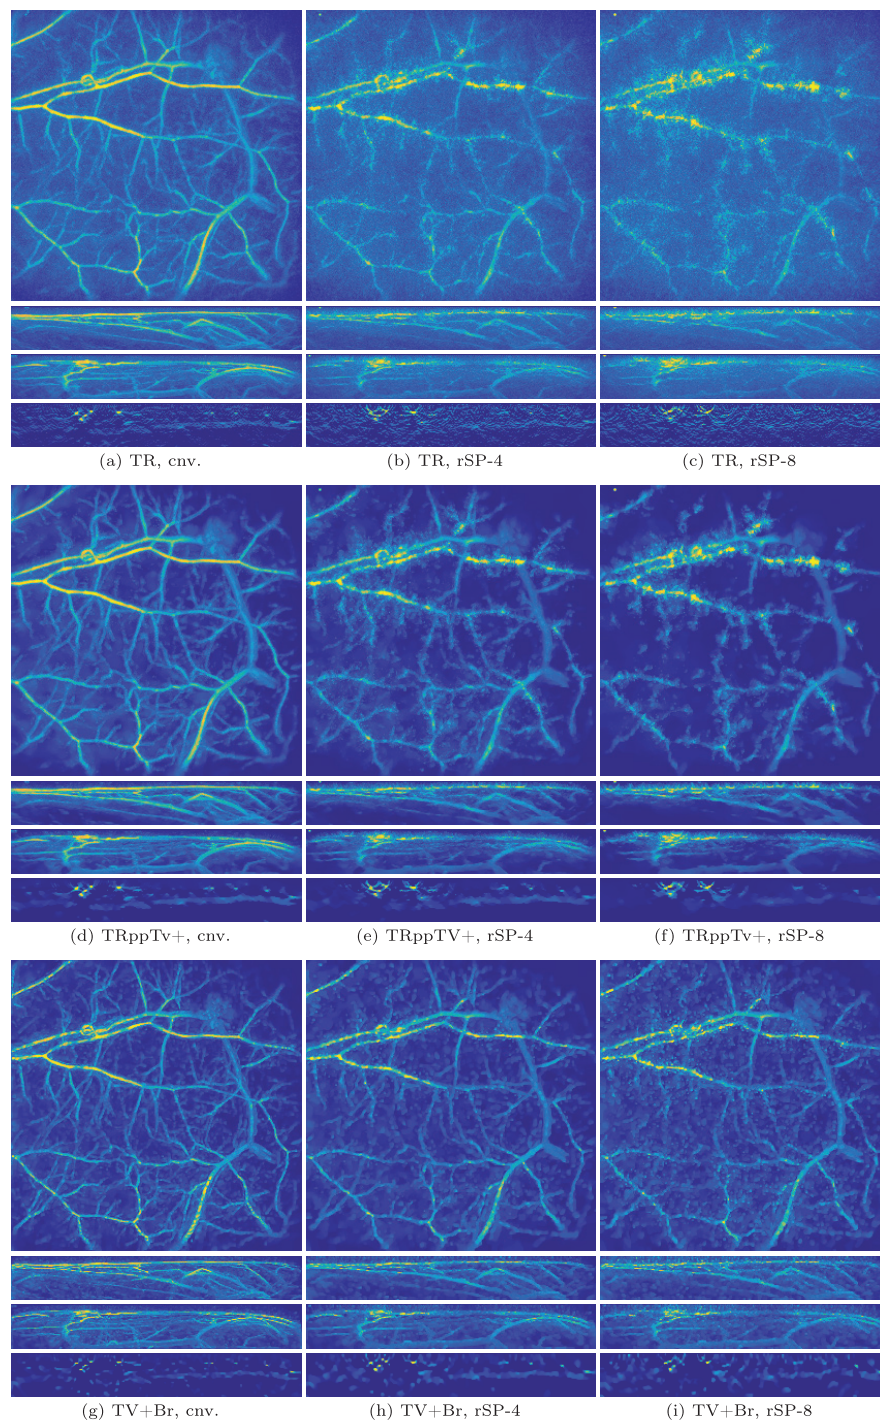 (a) TR, cnv.
(b) TR, rSP-4
(c) TR, rSP-8
(d) TRppTv+, cnv.
(e) TRppTV+, rSP-4
(f) TRppTv+, rSP-8
(g) TV+Br, cnv.
(h) TV+Br, rSP-4
(i) TV+Br, rSP-8